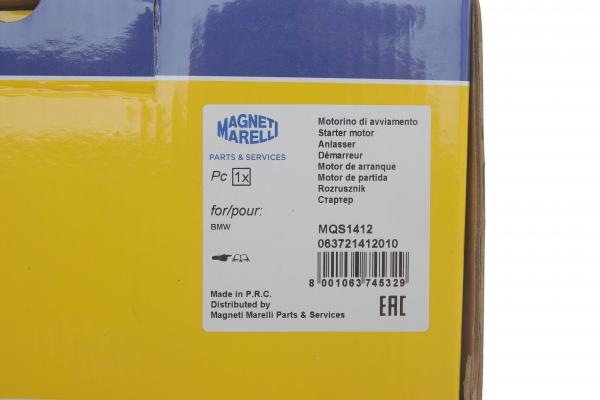 MAGNETI
MARELLI
PARTS & SERVICES
Pc 1x
for/pour:
BMW
Motorino di avviamento
Starter motor
Anlasser
Démarreur
Motor de arranque
Motor de partida
Rozrusznik
Стартер
MQS1412
063721412010
8 001063 745329
Made in P.R.C.
Distributed by
Magneti Marelli Parts & Services
EAC